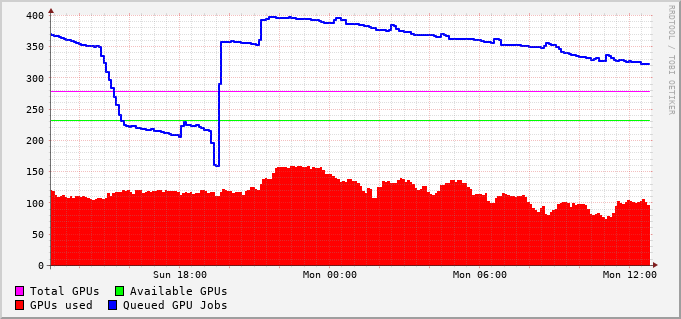 400
350
300
250
200
150
100
50
0
Sun 18:00 Mon 00:00 Mon 06:00 Mon 12:00
Total GPUs Available GPUs
GPUs used Queued GPU Jobs
RRDTOOL / TOBI OETIKER